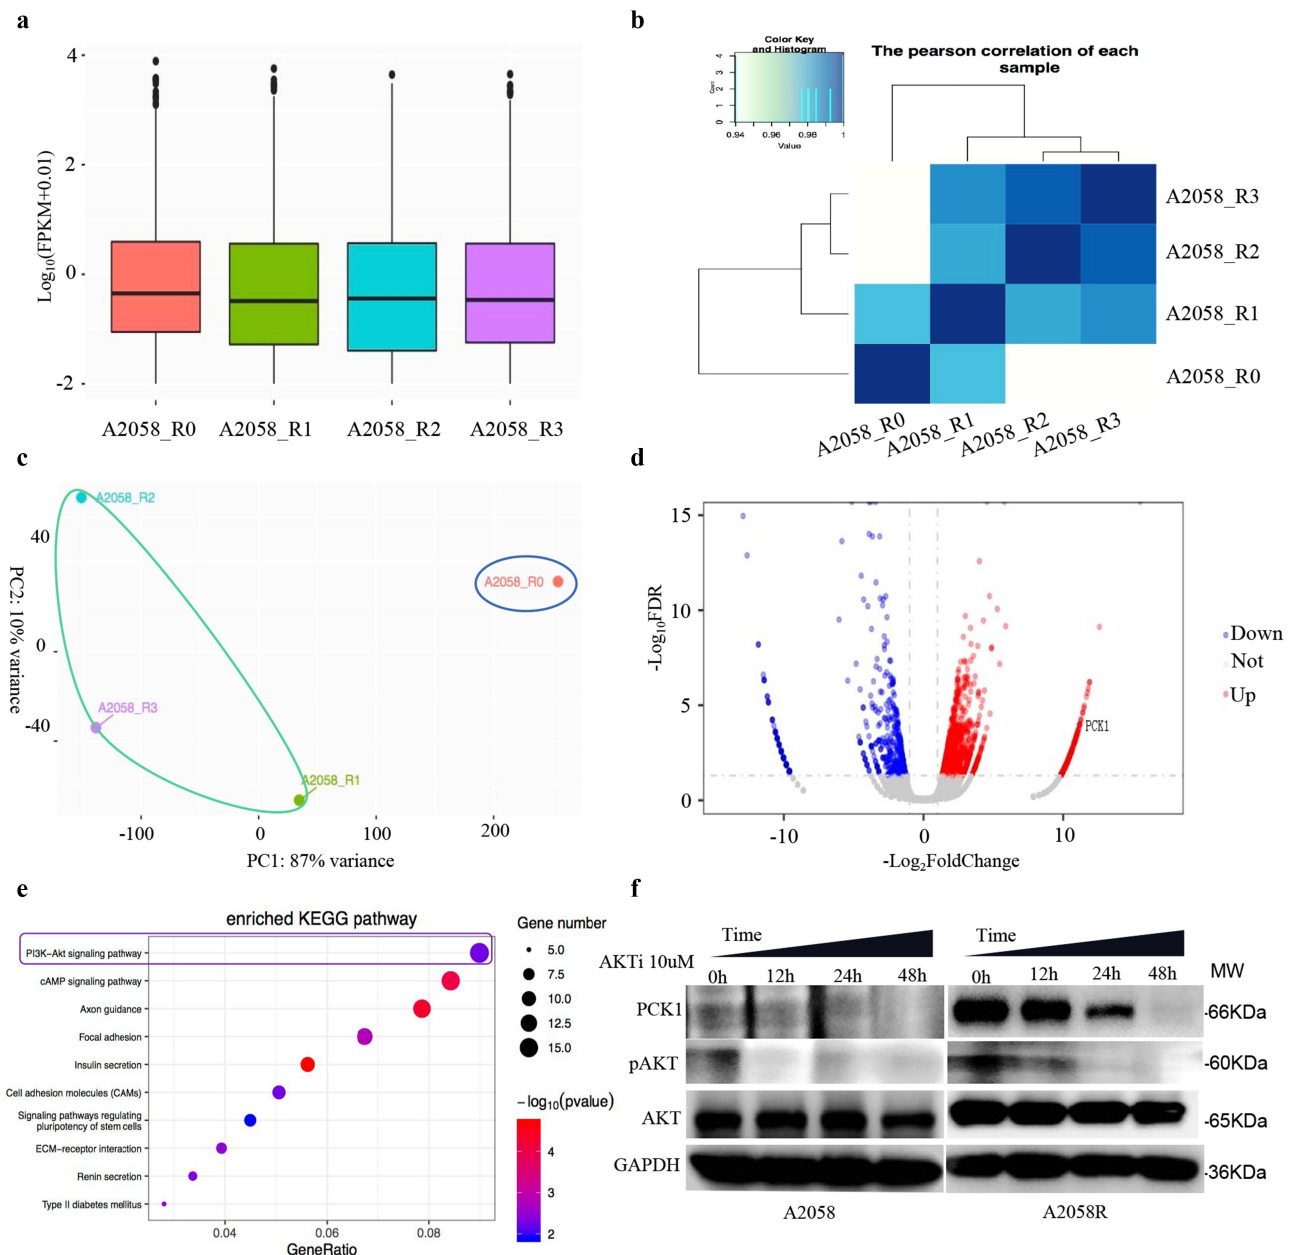 a
4
2
0
-2
Log10(FPKM+0.01)
A2058_R0 A2058_R1 A2058_R2 A2058_R3
b
Color Key
and Histogram
Count
0 1 2 3 4
0.94 0.96 0.98 1
Value
The pearson correlation of each
sample
A2058_R3
A2058_R2
A2058_R1
A2058_R0
A2058_R0 A2058_R1 A2058_R2 A2058_R3
c
A2058_R2
A2058_R0
A2058_R3
A2058_R1
40
0
-40
PC2: 10% variance
-100 0 100 200
PC1: 87% variance
d
15
10
5
0
-Log10FDR
PCK1
-10 0 10
-Log2FoldChange
Down
Not
Up
e
enriched KEGG pathway
PI3K-Akt signaling pathway
cAMP signaling pathway
Axon guidance
Focal adhesion
Insulin secretion
Cell adhesion molecules (CAMs)
Signaling pathways regulating
pluripotency of stem cells
ECM-receptor interaction
Renin secretion
Type II diabetes mellitus
0.04 0.06 0.08
GeneRatio
Gene number
5.0
7.5
10.0
12.5
15.0
-log10(pvalue)
4
3
2
f
Time Time
AKTi 10uM
0h 12h 24h 48h 0h 12h 24h 48h MW
PCK1 -66KDa
pAKT -60KDa
AKT -65KDa
GAPDH -36KDa
A2058 A2058R